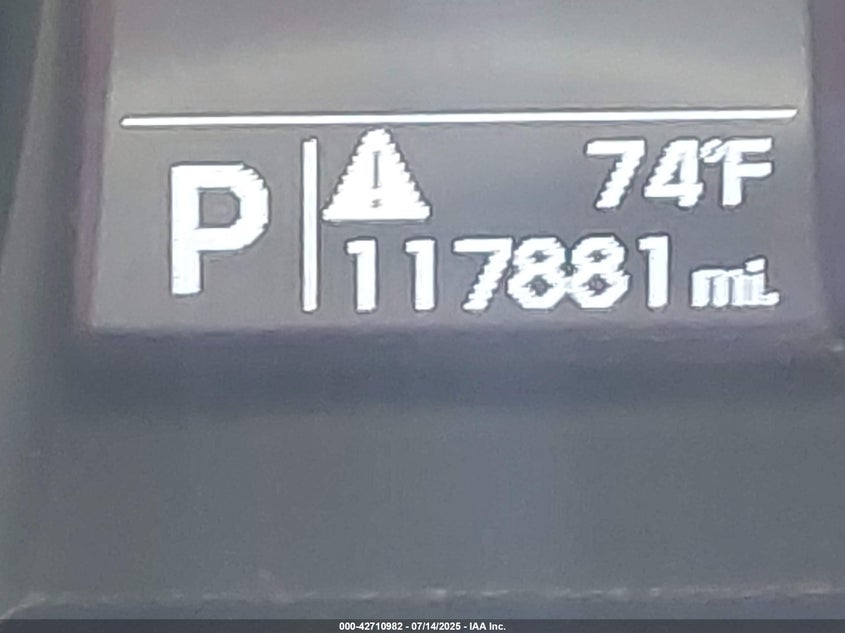 P
74°F
117881 mi.
000-42710982 - 07/14/2025 - IAA Inc.